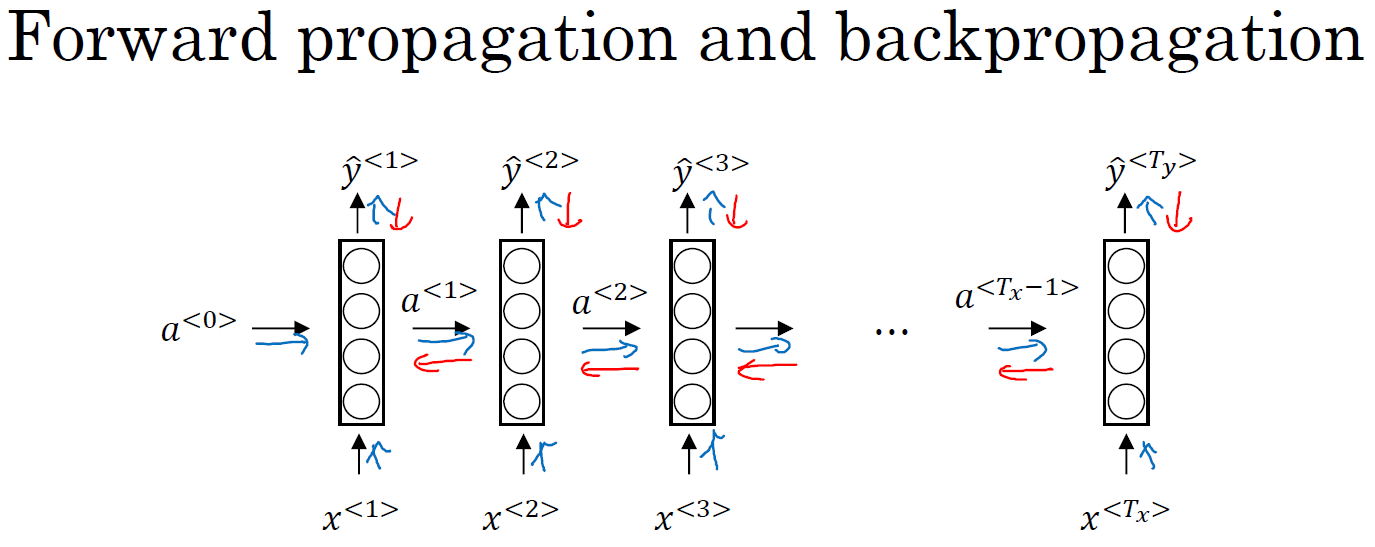 Forward propagation and backpropagation
ŷ<1> ŷ<2> ŷ<3> ŷ<Ty>
a<0> a<1> a<2> ... a<Tx−1>
x<1> x<2> x<3> x<Tx>